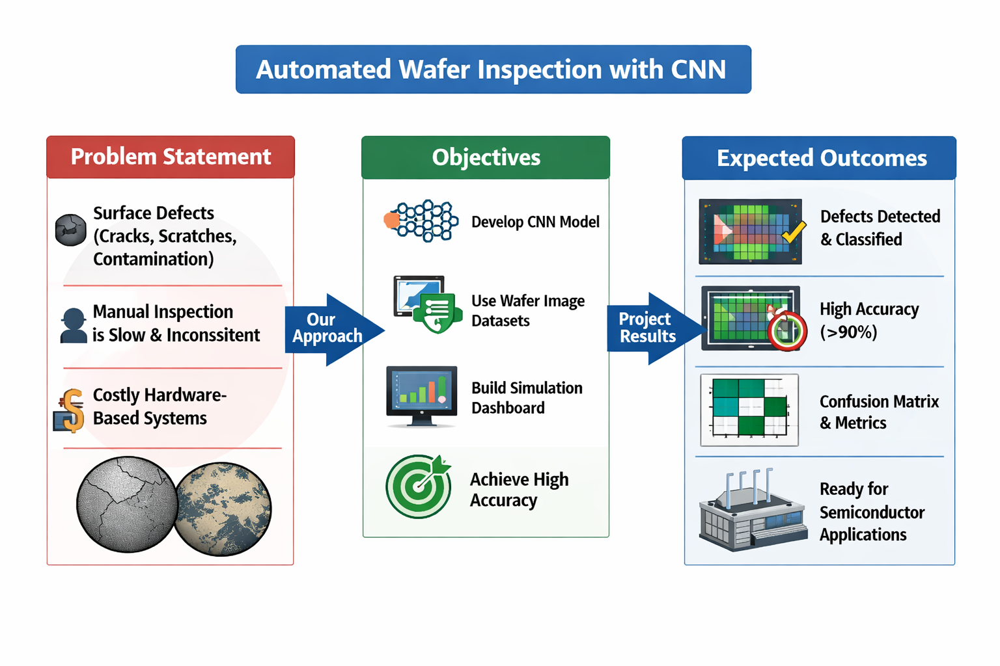 Automated Wafer Inspection with CNN
Problem Statement
Surface Defects
(Cracks, Scratches,
Contamination)
Manual Inspection
is Slow & Inconssitent
Costly Hardware-
Based Systems
Our
Approach
Objectives
Develop CNN Model
Use Wafer Image
Datasets
Build Simulation
Dashboard
Achieve High
Accuracy
Project
Results
Expected Outcomes
Defects Detected
& Classified
High Accuracy
(>90%)
Confusion Matrix
& Metrics
Ready for
Semiconductor
Applications